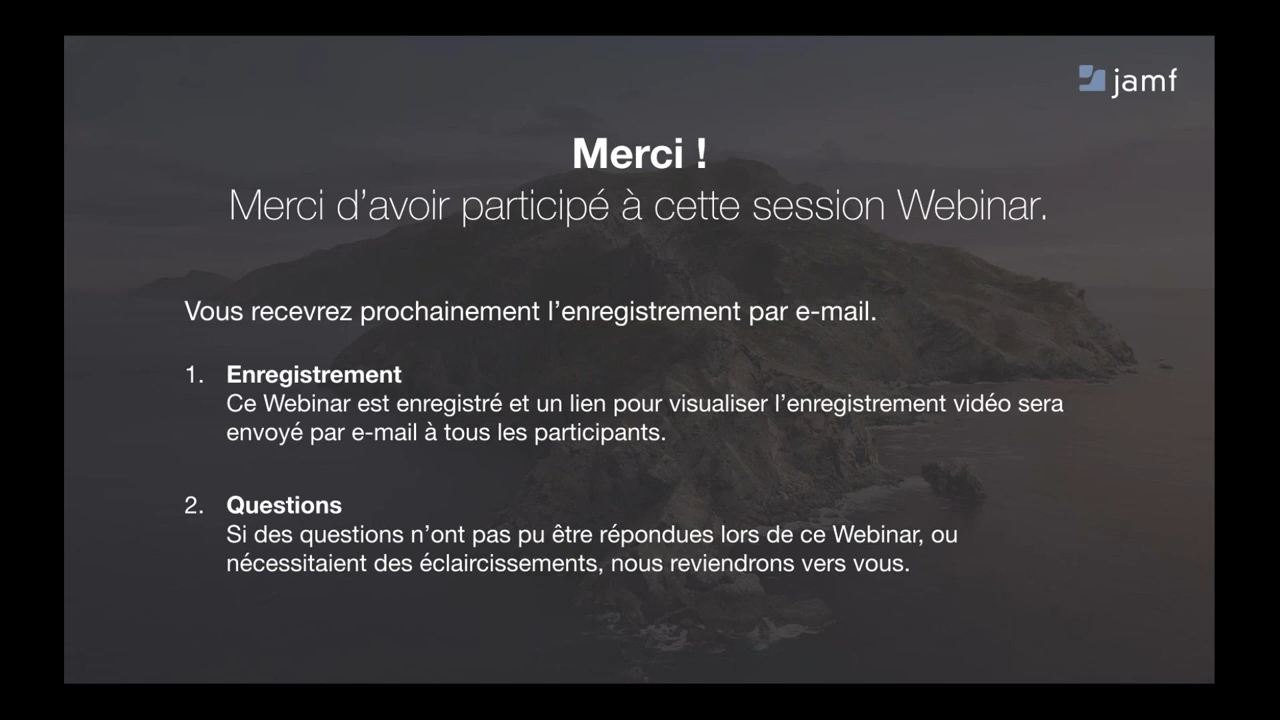 jamf
Merci !
Merci d’avoir participé à cette session Webinar.
Vous recevrez prochainement l’enregistrement par e-mail.
1. Enregistrement
Ce Webinar est enregistré et un lien pour visualiser l’enregistrement vidéo sera
envoyé par e-mail à tous les participants.
2. Questions
Si des questions n’ont pas pu être répondues lors de ce Webinar, ou
nécessitaient des éclaircissements, nous reviendrons vers vous.